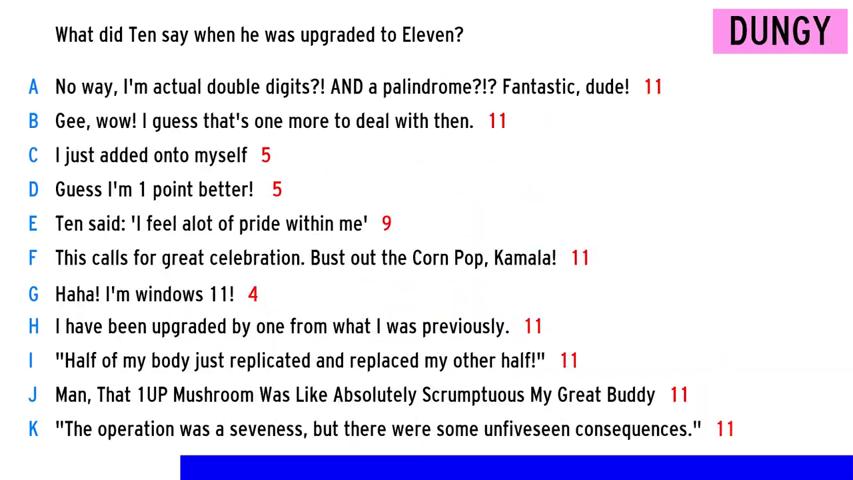 What did Ten say when he was upgraded to Eleven?
DUNGY
A No way, I'm actual double digits?! AND a palindrome?!? Fantastic, dude! 11
B Gee, wow! I guess that's one more to deal with then. 11
C I just added onto myself 5
D Guess I'm 1 point better! 5
E Ten said: 'I feel alot of pride within me' 9
F This calls for great celebration. Bust out the Corn Pop, Kamala! 11
G Haha! I'm windows 11! 4
H I have been upgraded by one from what I was previously. 11
I "Half of my body just replicated and replaced my other half!" 11
J Man, That 1UP Mushroom Was Like Absolutely Scrumptuous My Great Buddy 11
K "The operation was a seveness, but there were some unfiveseen consequences." 11